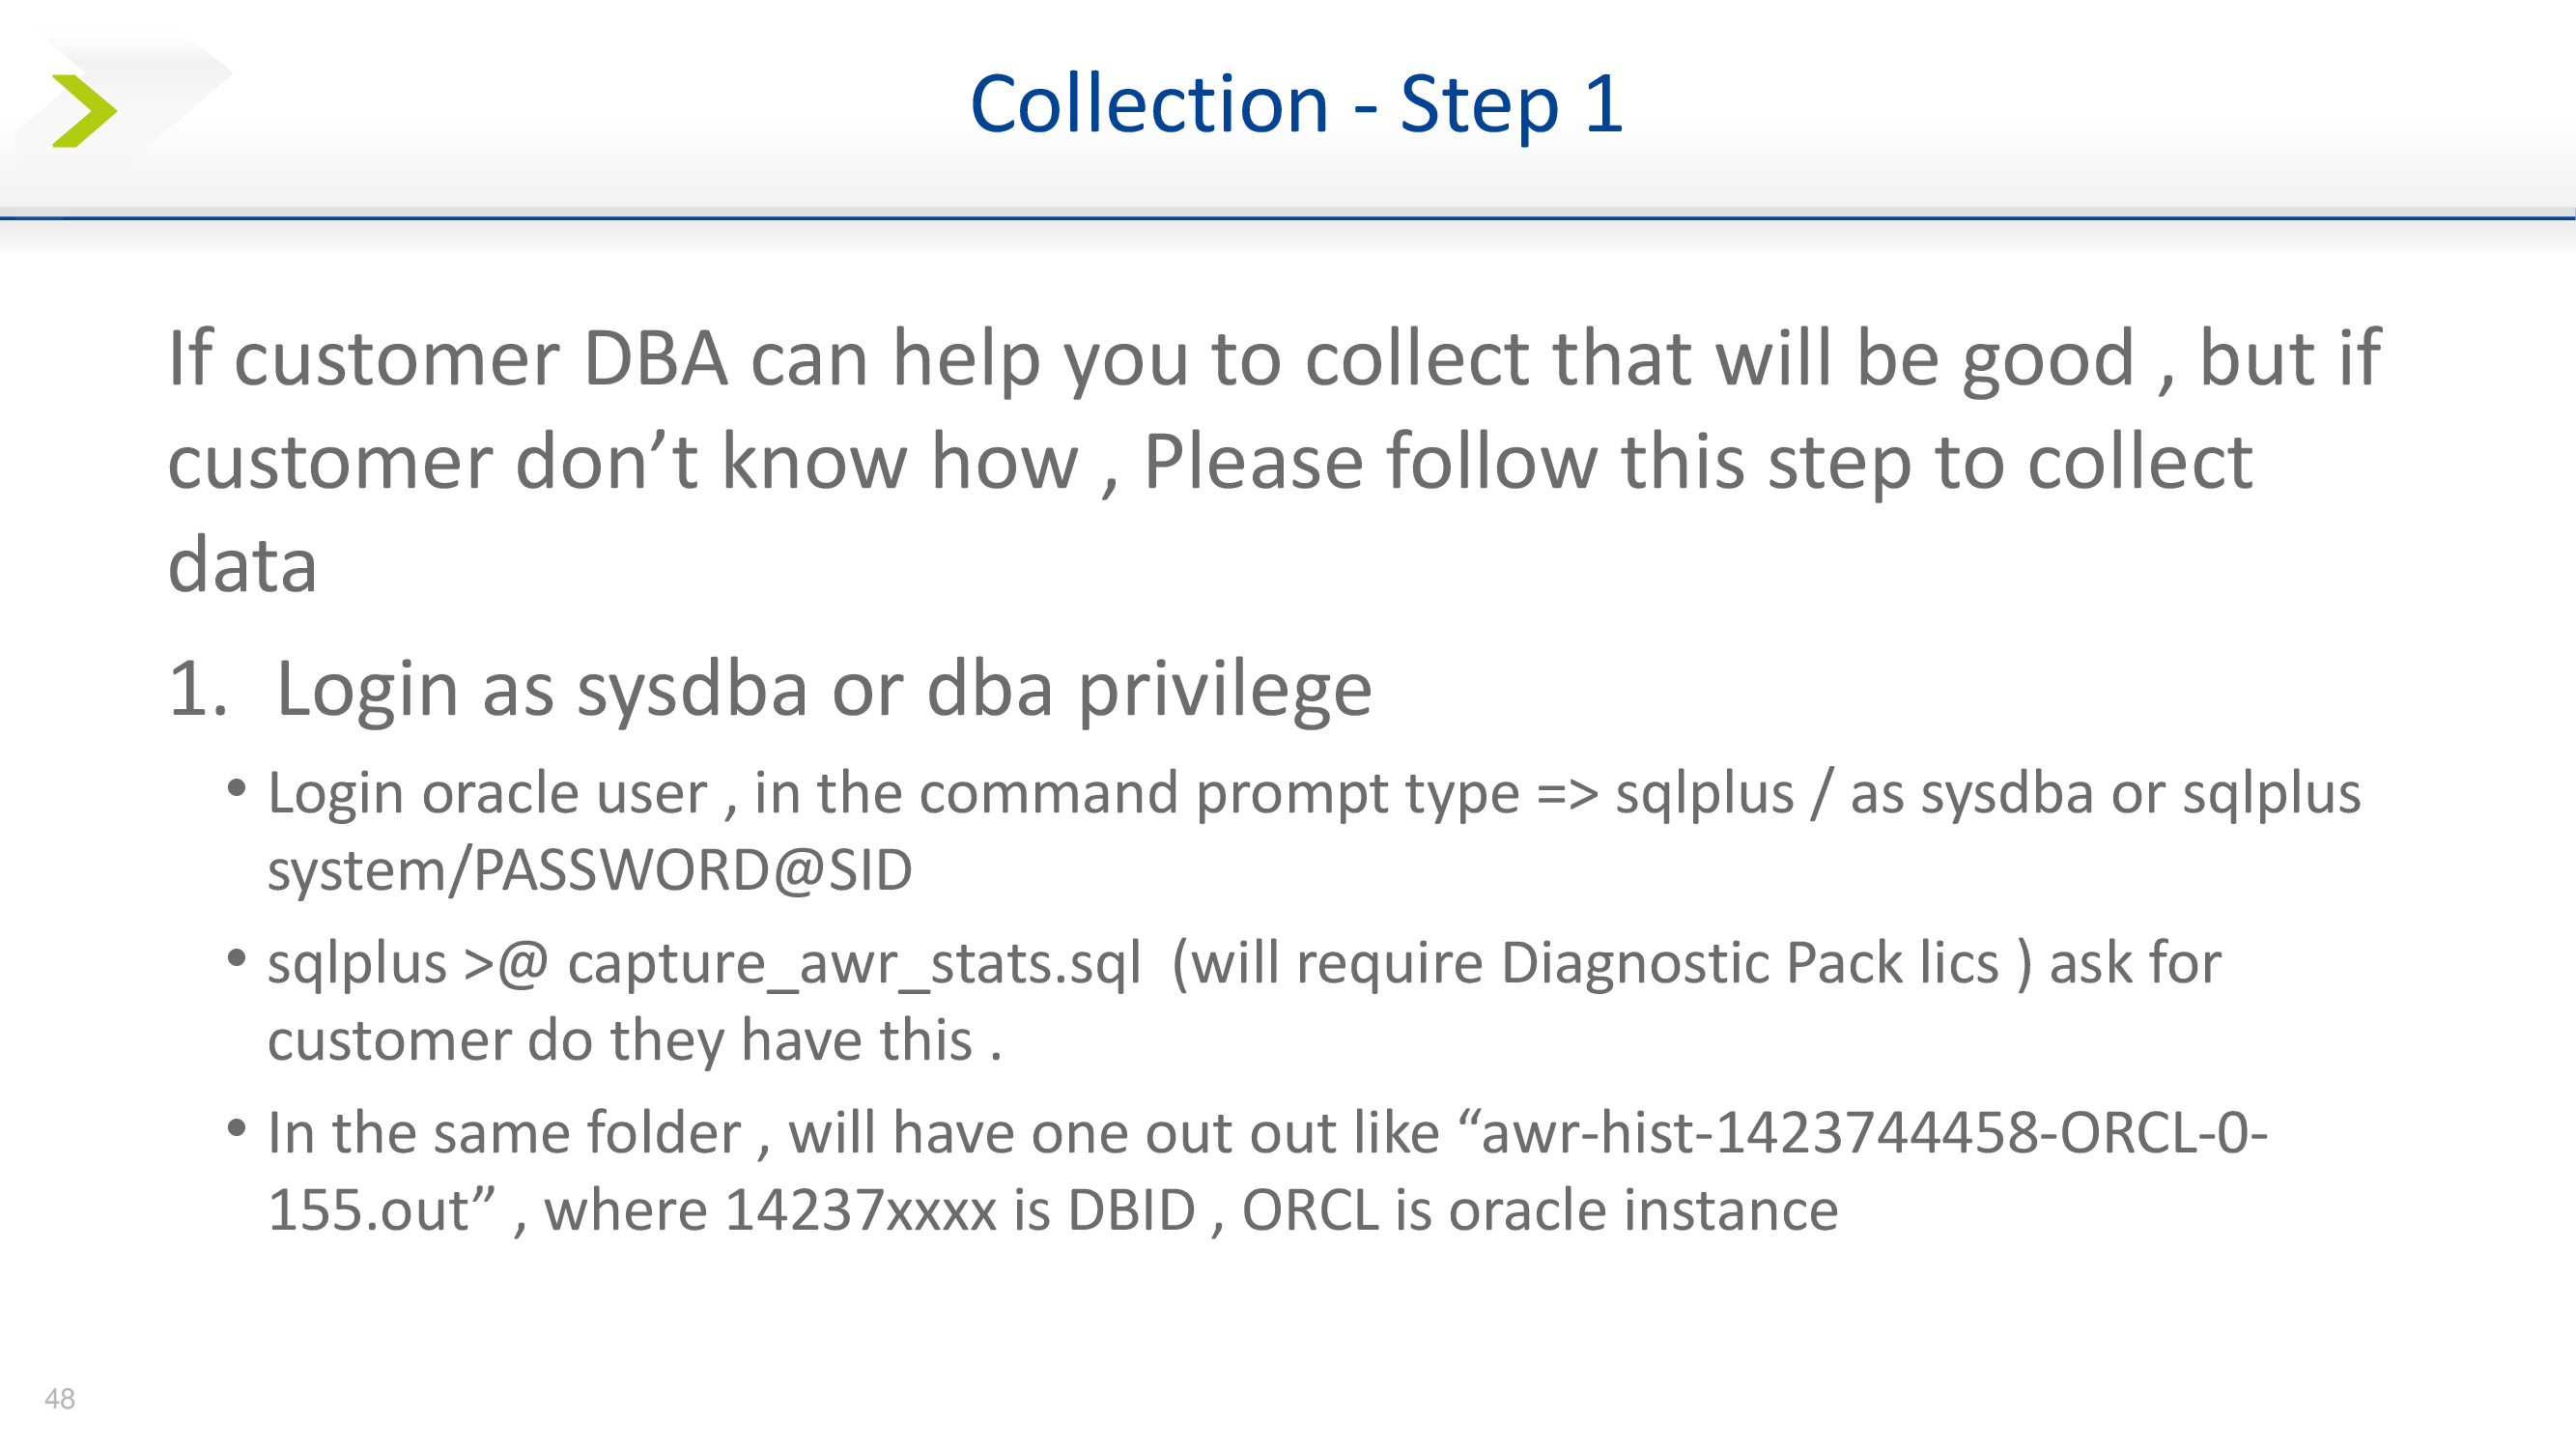 Collection - Step 1
If customer DBA can help you to collect that will be good , but if
customer don’t know how , Please follow this step to collect
data
1. Login as sysdba or dba privilege
• Login oracle user , in the command prompt type => sqlplus / as sysdba or sqlplus
system/PASSWORD@SID
• sqlplus >@ capture_awr_stats.sql  (will require Diagnostic Pack lics ) ask for
customer do they have this .
• In the same folder , will have one out out like “awr-hist-1423744458-ORCL-0-
155.out” , where 14237xxxx is DBID , ORCL is oracle instance
48